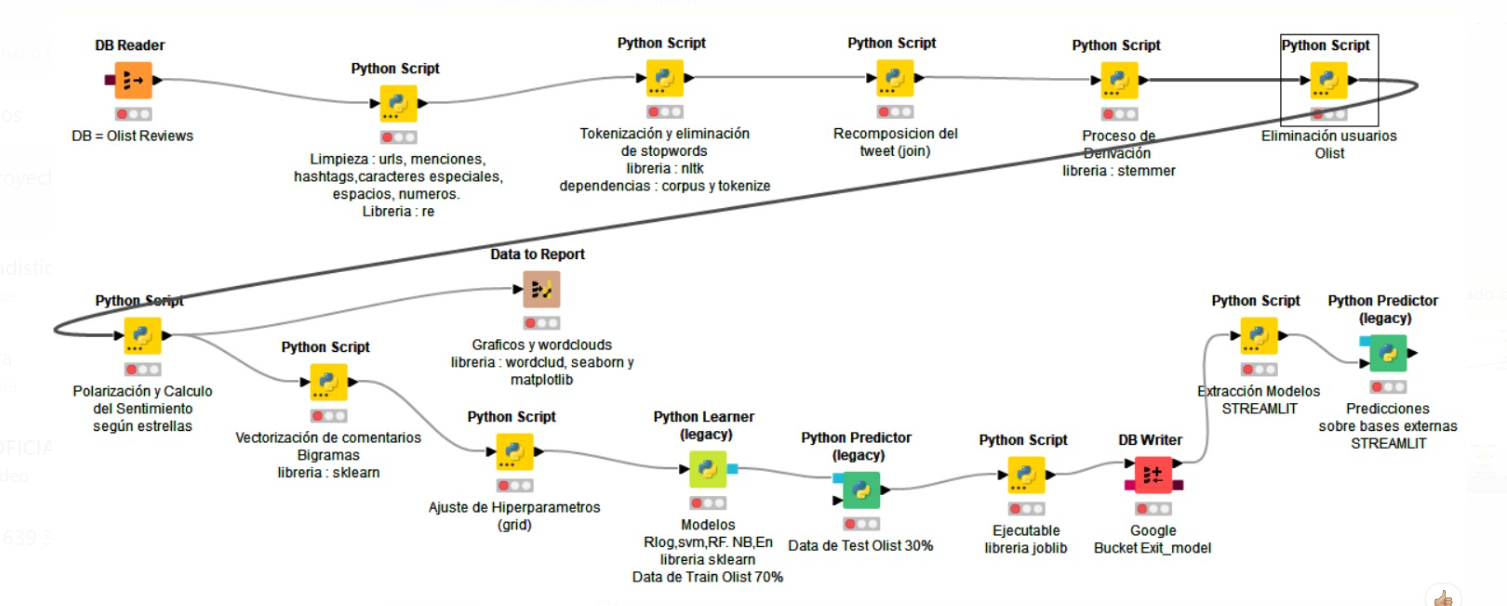 DB Reader
DB = Olist Reviews
Python Script
Limpieza : urls, menciones,
hashtags,caracteres especiales,
espacios, numeros.
Libreria : re
Python Script
Tokenización y eliminación
de stopwords
libreria : nltk
dependencias : corpus y tokenize
Python Script
Recomposicion del
tweet (join)
Python Script
Proceso de
Derivación
libreria : stemmer
Python Script
Eliminación usuarios
Olist
Python Script
Polarización y Calculo
del Sentimiento
según estrellas
Data to Report
Graficos y wordclouds
libreria : wordclud, seaborn y
matplotlib
Python Script
Vectorización de comentarios
Bigramas
libreria : sklearn
Python Script
Ajuste de Hiperparametros
(grid)
Python Learner
(legacy)
Modelos
Rlog,svm,RF. NB,En
libreria sklearn
Data de Train Olist 70%
Python Predictor
(legacy)
Data de Test Olist 30%
Python Script
Ejecutable
libreria joblib
DB Writer
Google
Bucket Exit_model
Python Script
Extracción Modelos
STREAMLIT
Python Predictor
(legacy)
Predicciones
sobre bases externas
STREAMLIT